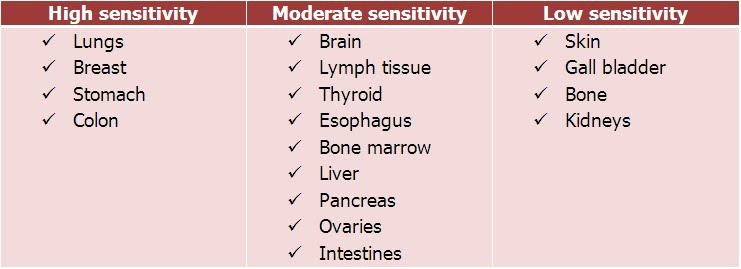 High sensitivity Moderate sensitivity Low sensitivity
✓ Lungs ✓ Brain ✓ Skin
✓ Breast ✓ Lymph tissue ✓ Gall bladder
✓ Stomach ✓ Thyroid ✓ Bone
✓ Colon ✓ Esophagus ✓ Kidneys
✓ Bone marrow
✓ Liver
✓ Pancreas
✓ Ovaries
✓ Intestines